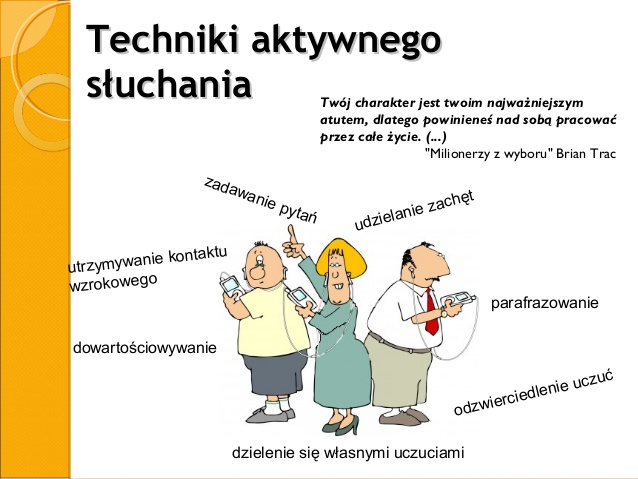 Techniki aktywnego
słuchania
Twój charakter jest twoim najważniejszym
atutem, dlatego powinieneś nad sobą pracować
przez całe życie. (...)
"Milionerzy z wyboru" Brian Trac
zadawanie pytań
udzielanie zachęt
utrzymywanie kontaktu
wzrokowego
parafrazowanie
dowartościowywanie
odzwierciedlenie uczuć
dzielenie się własnymi uczuciami